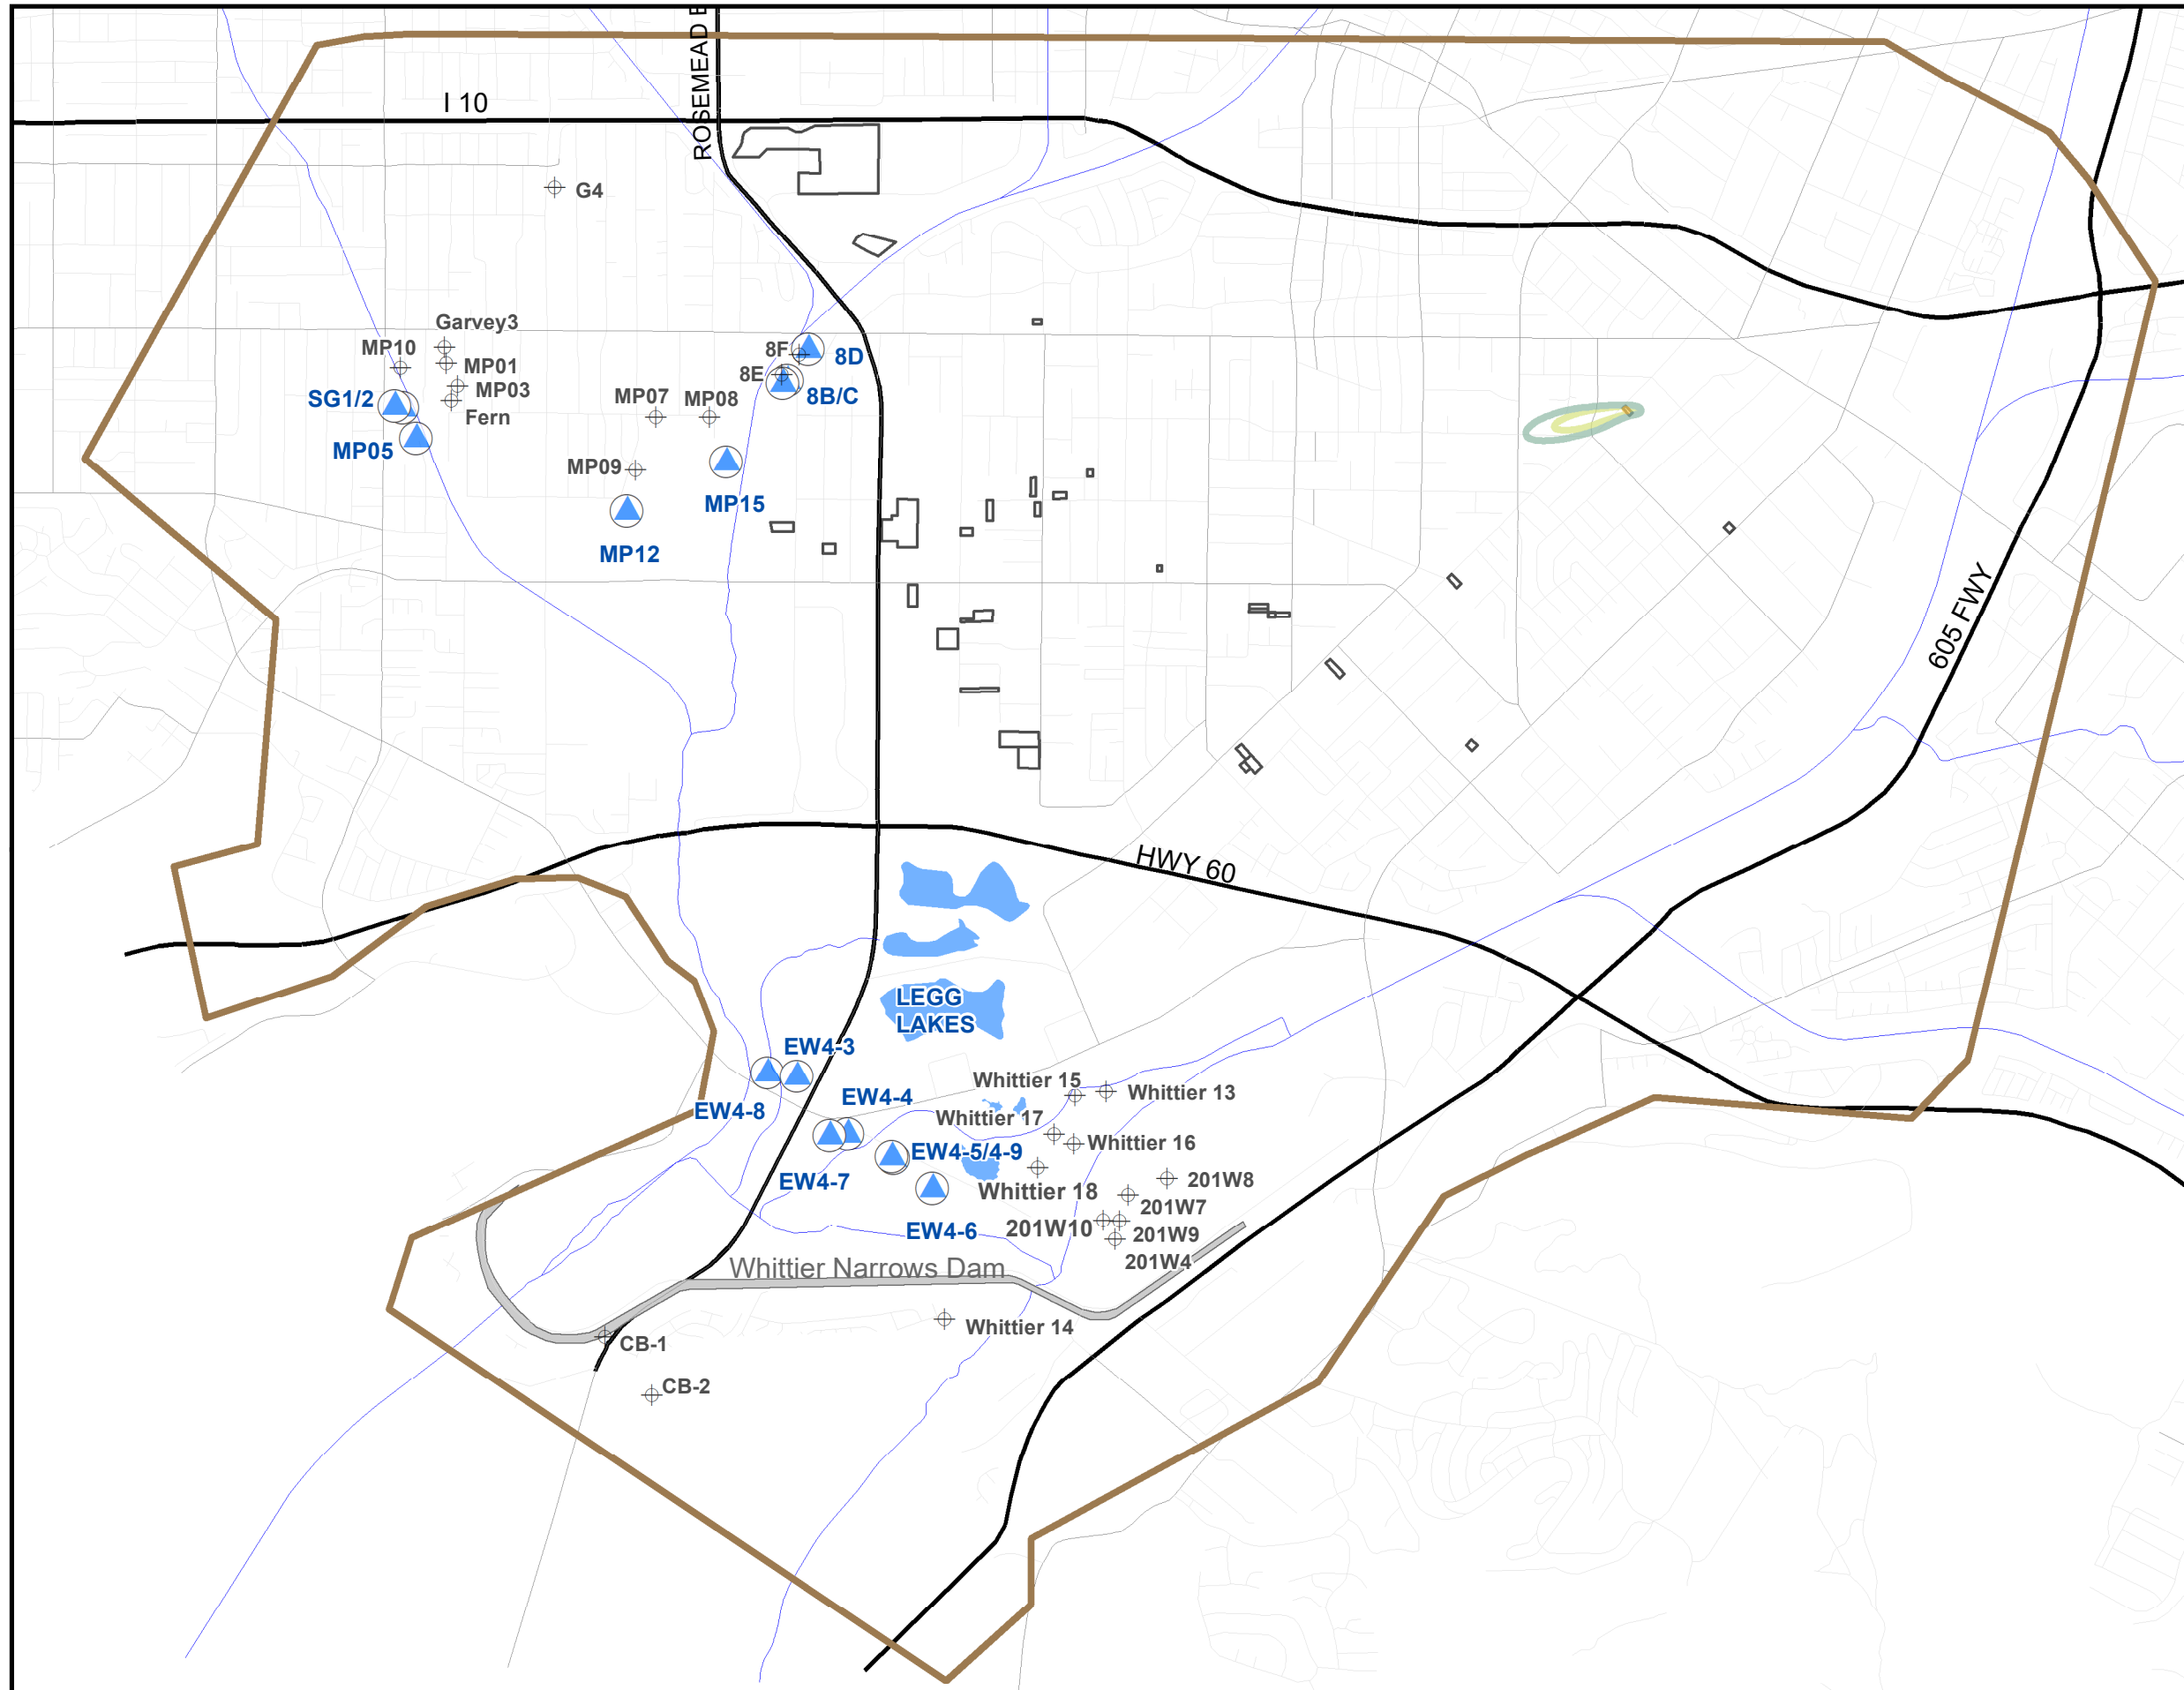 ROSEMEAD B
I 10
G4
Garvey3
MP10
MP01
MP03
Fern
SG1/2
MP05
8F
8D
8E
8B/C
MP07
MP08
MP09
MP15
MP12
605 FWY
HWY 60
LEGG
LAKES
EW4-3
EW4-8
EW4-4
EW4-7
EW4-5/4-9
EW4-6
Whittier 15
Whittier 13
Whittier 17
Whittier 16
Whittier 18
201W8
201W7
201W10
201W9
201W4
Whittier Narrows Dam
Whittier 14
CB-1
CB-2